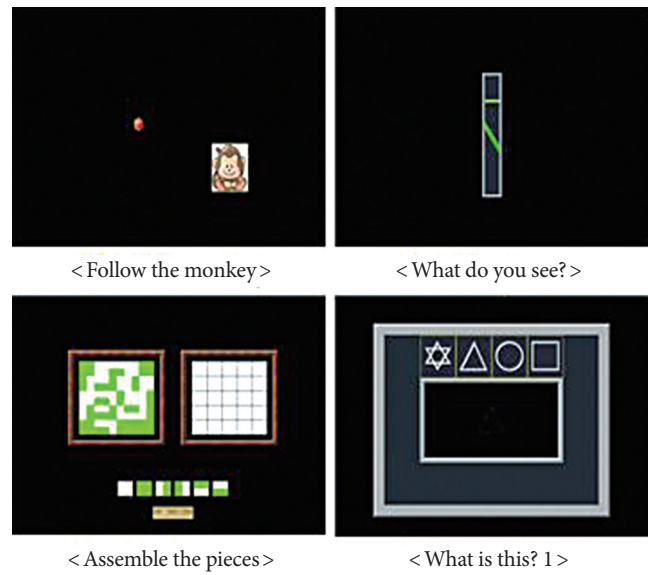 < Follow the monkey >
< What do you see? >
< Assemble the pieces >
< What is this? 1 >